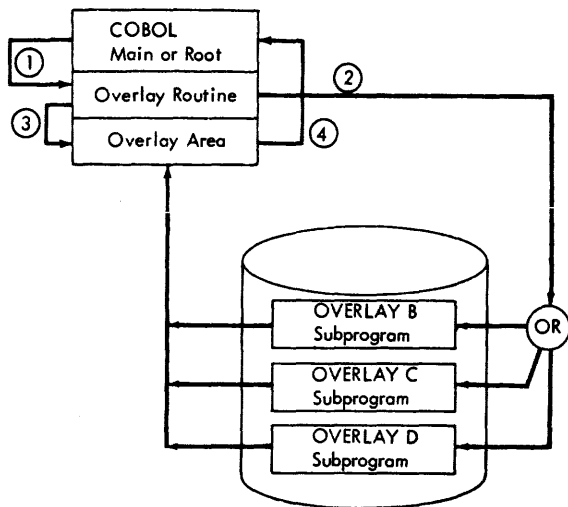 COBOL
Main or Root
1
2
Overlay Routine
3
4
Overlay Area
OVERLAY B
Subprogram
OR
OVERLAY C
Subprogram
OVERLAY D
Subprogram